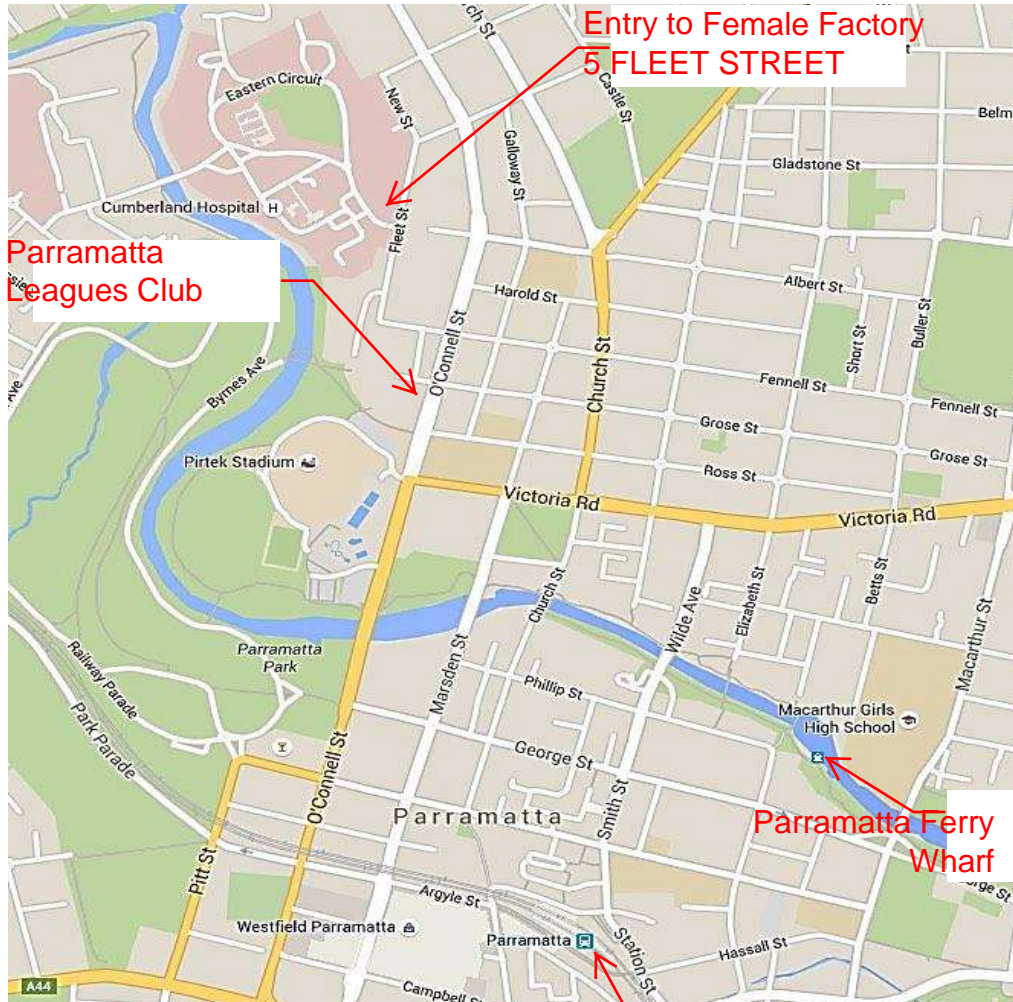 Entry to Female Factory
5 FLEET STREET
Eastern Circuit
New St
Castle St
Galloway St
Belm
Gladstone St
Cumberland Hospital H
Fleet St
Parramatta
Leagues Club
Harold St
Albert St
O'Connell St
Church St
Short St
Buller St
Byrnes Ave
Ave
Fennell St
Fennell St
Grose St
Grose St
Pirtek Stadium
Ross St
Victoria Rd
Victoria Rd
Church St
Elizabeth St
Betts St
Wilde Ave
Macarthur St
Parramatta
Park
Railway Parade
Park Parade
Marsden St
Phillip St
Macarthur Girls
High School
George St
O'Connell St
Smith St
Parramatta
Parramatta Ferry
Wharf
Pitt St
Argyle St
orge St
Westfield Parramatta
Parramatta
Station St
Hassall St
A44
Campbell St